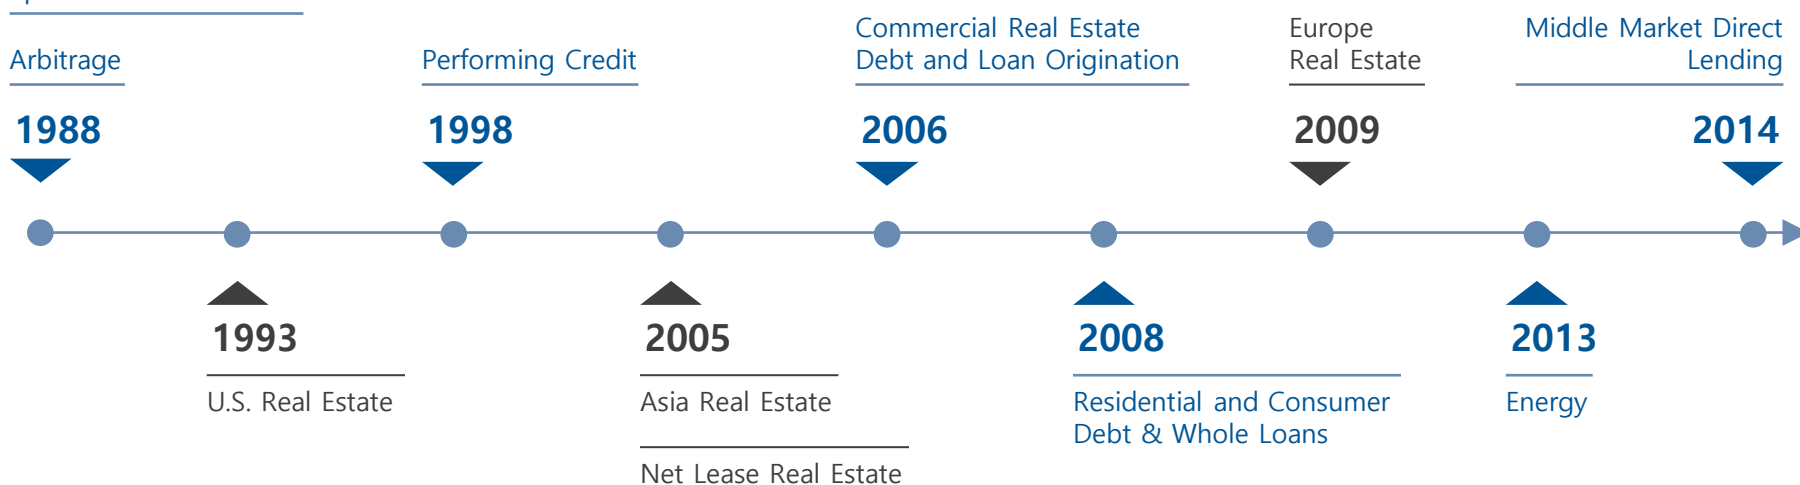 Arbitrage
1988
Performing Credit
1998
Commercial Real Estate
Debt and Loan Origination
2006
Europe
Real Estate
2009
Middle Market Direct
Lending
2014
1993
U.S. Real Estate
2005
Asia Real Estate
Net Lease Real Estate
2008
Residential and Consumer
Debt & Whole Loans
2013
Energy